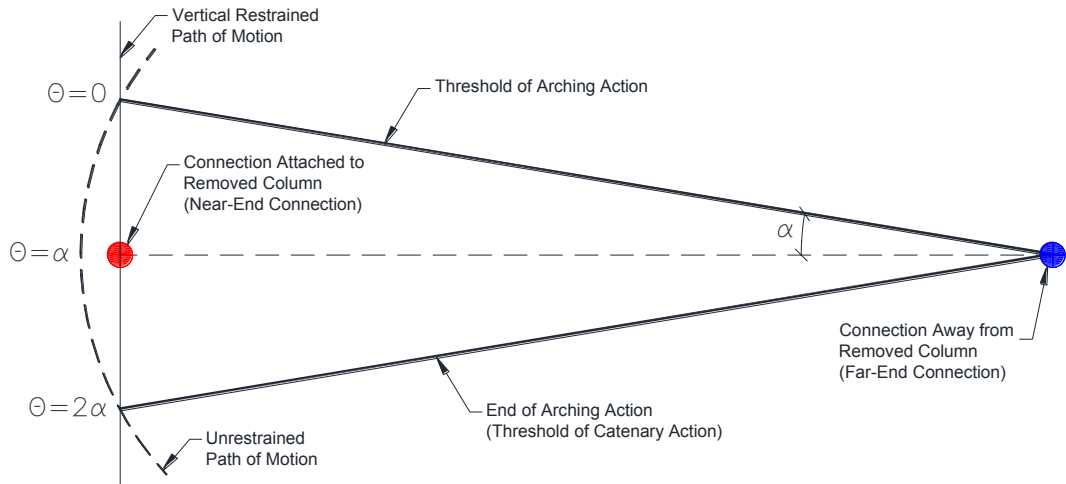 Vertical Restrained
Path of Motion
Θ=0
Threshold of Arching Action
Connection Attached to
Removed Column
(Near-End Connection)
α
Θ=α
Connection Away from
Removed Column
(Far-End Connection)
Θ=2α
End of Arching Action
(Threshold of Catenary Action)
Unrestrained
Path of Motion